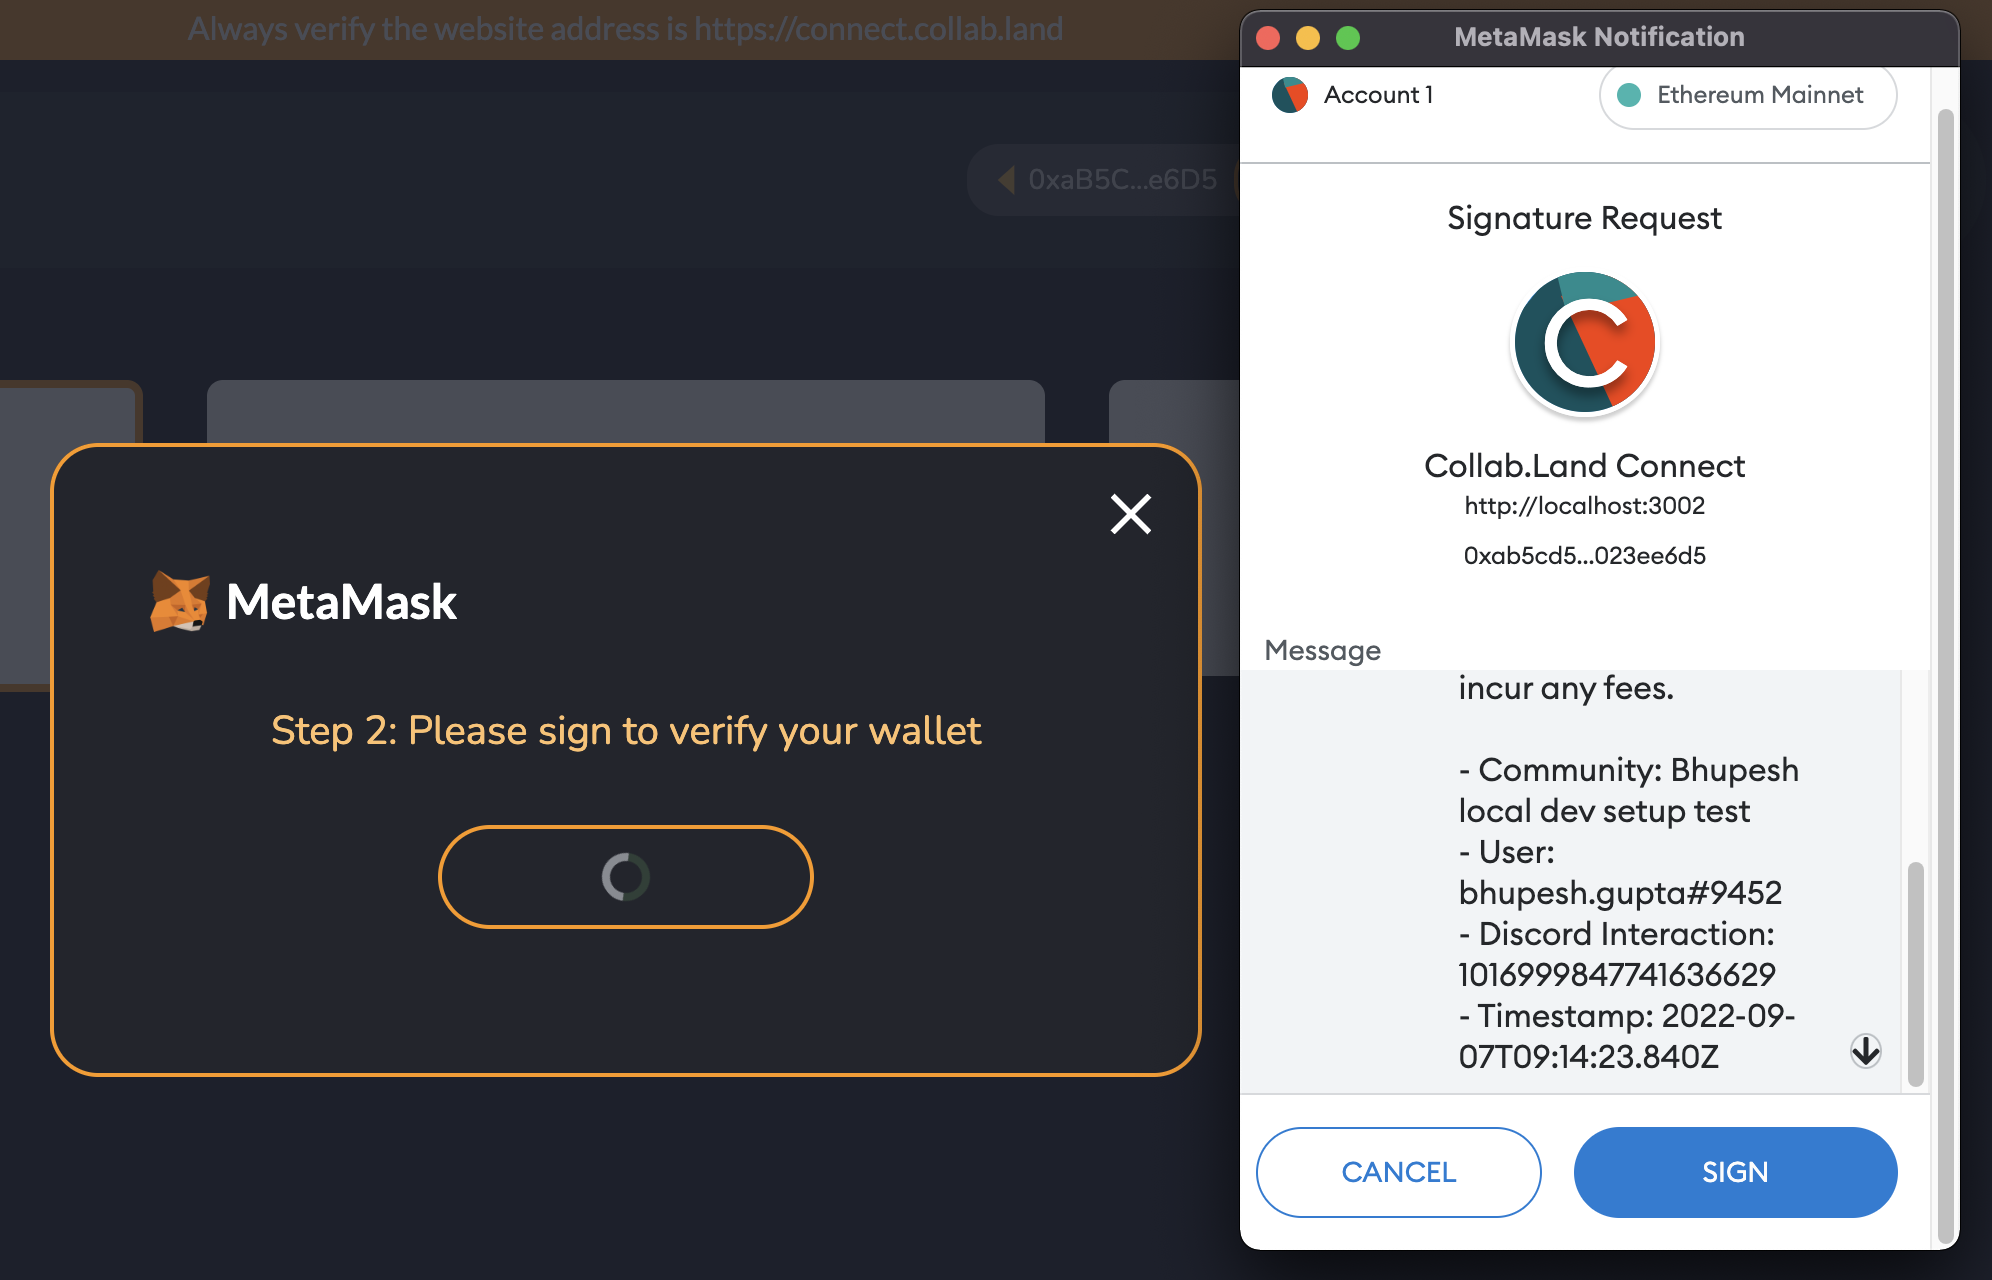 Always verify the website address is https://connect.collab.land
0xaB5C...e6D5
MetaMask
Step 2: Please sign to verify your wallet
MetaMask Notification
Account 1
Ethereum Mainnet
Signature Request
C
Collab.Land Connect
http://localhost:3002
0xab5cd5...023ee6d5
Message
incur any fees.
- Community: Bhupesh
local dev setup test
- User:
bhupesh.gupta#9452
- Discord Interaction:
1016999847741636629
- Timestamp: 2022-09-
07T09:14:23.840Z
CANCEL
SIGN